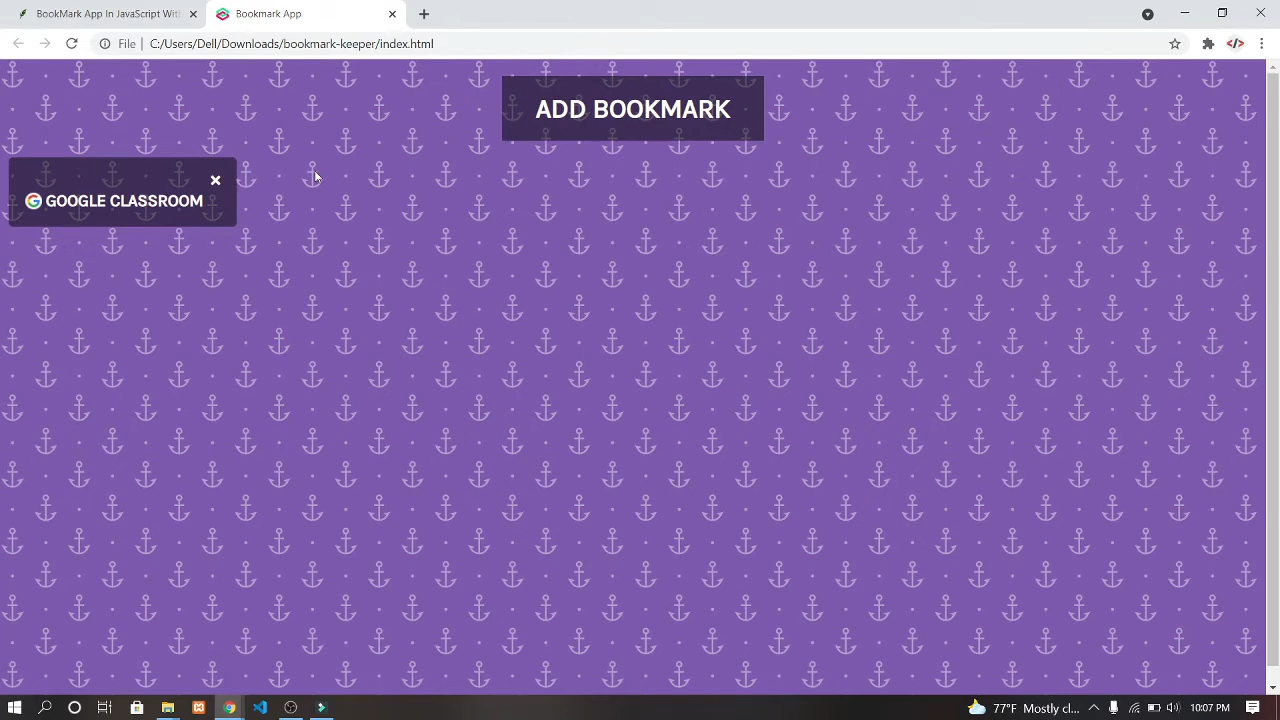 BookMark App In JavaScript Wit
Bookmark App
File | C:/Users/Dell/Downloads/bookmark-keeper/index.html
ADD BOOKMARK
GOOGLE CLASSROOM
77°F Mostly cl...
10:07 PM